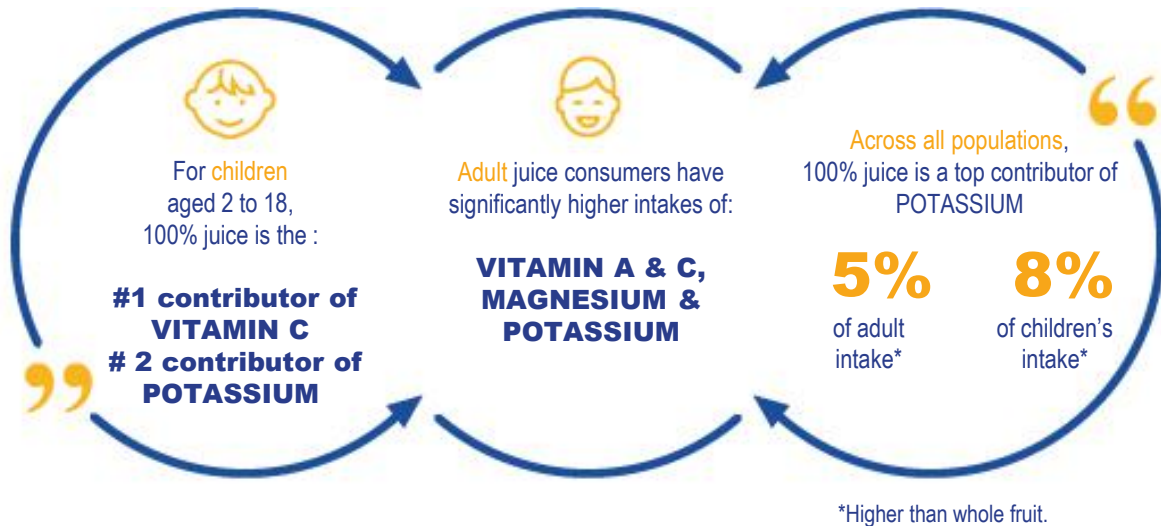 For children
aged 2 to 18,
100% juice is the :
#1 contributor of
VITAMIN C
# 2 contributor of
POTASSIUM
”
Adult juice consumers have
significantly higher intakes of:
VITAMIN A & C,
MAGNESIUM &
POTASSIUM
“
Across all populations,
100% juice is a top contributor of
POTASSIUM
5%
of adult
intake*
8%
of children’s
intake*
*Higher than whole fruit.